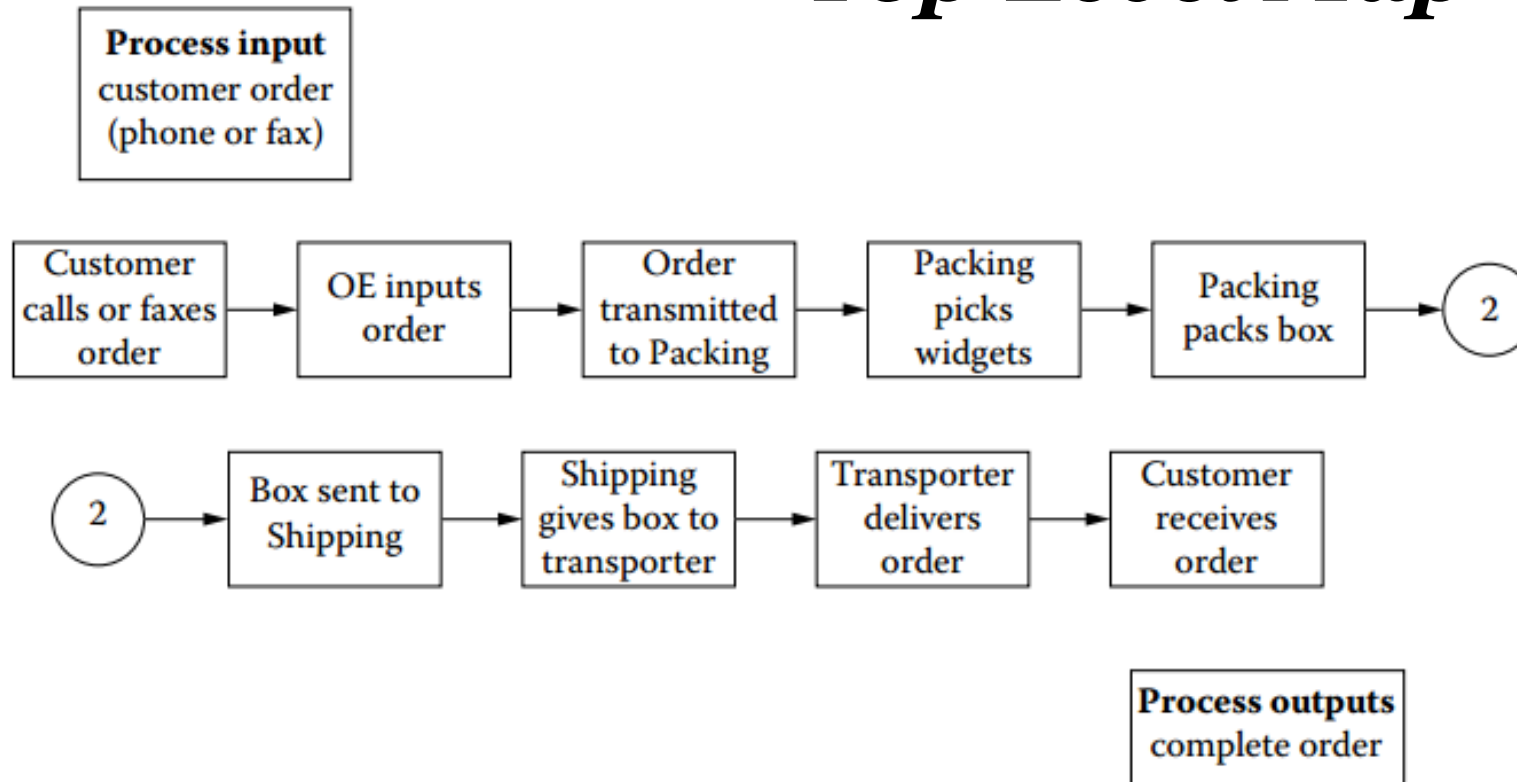 Top-Level Map
Process input
customer order
(phone or fax)
Customer
calls or faxes
order
OE inputs
order
Order
transmitted
to Packing
Packing
picks
widgets
Packing
packs box
2
2
Box sent to
Shipping
Shipping
gives box to
transporter
Transporter
delivers
order
Customer
receives
order
Process outputs
complete order